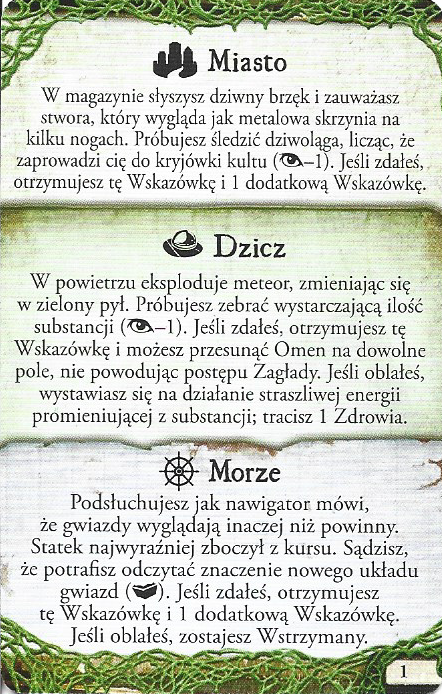 Miasto
W magazynie słyszysz dziwny brzęk i zauważasz
stwora, który wygląda jak metalowa skrzynia na
kilku nogach. Próbujesz śledzić dziwoląga, licząc, że
zaprowadzi cię do kryjówki kultu (–1). Jeśli zdałeś,
otrzymujesz tę Wskazówkę i 1 dodatkową Wskazówkę.
Dzicz
W powietrzu eksploduje meteor, zmieniając się
w zielony pył. Próbujesz zebrać wystarczającą ilość
substancji (–1). Jeśli zdałeś, otrzymujesz tę
Wskazówkę i możesz przesunąć Omen na dowolne
pole, nie powodując postępu Zagłady. Jeśli oblałeś,
wystawiasz się na działanie straszliwej energii
promieniującej z substancji; tracisz 1 Zdrowia.
Morze
Podsłuchujesz jak nawigator mówi,
że gwiazdy wyglądają inaczej niż powinny.
Statek najwyraźniej zboczył z kursu. Sądzisz,
że potrafisz odczytać znaczenie nowego układu
gwiazd (). Jeśli zdałeś, otrzymujesz
tę Wskazówkę i 1 dodatkową Wskazówkę.
Jeśli oblałeś, zostajesz Wstrzymany.
1